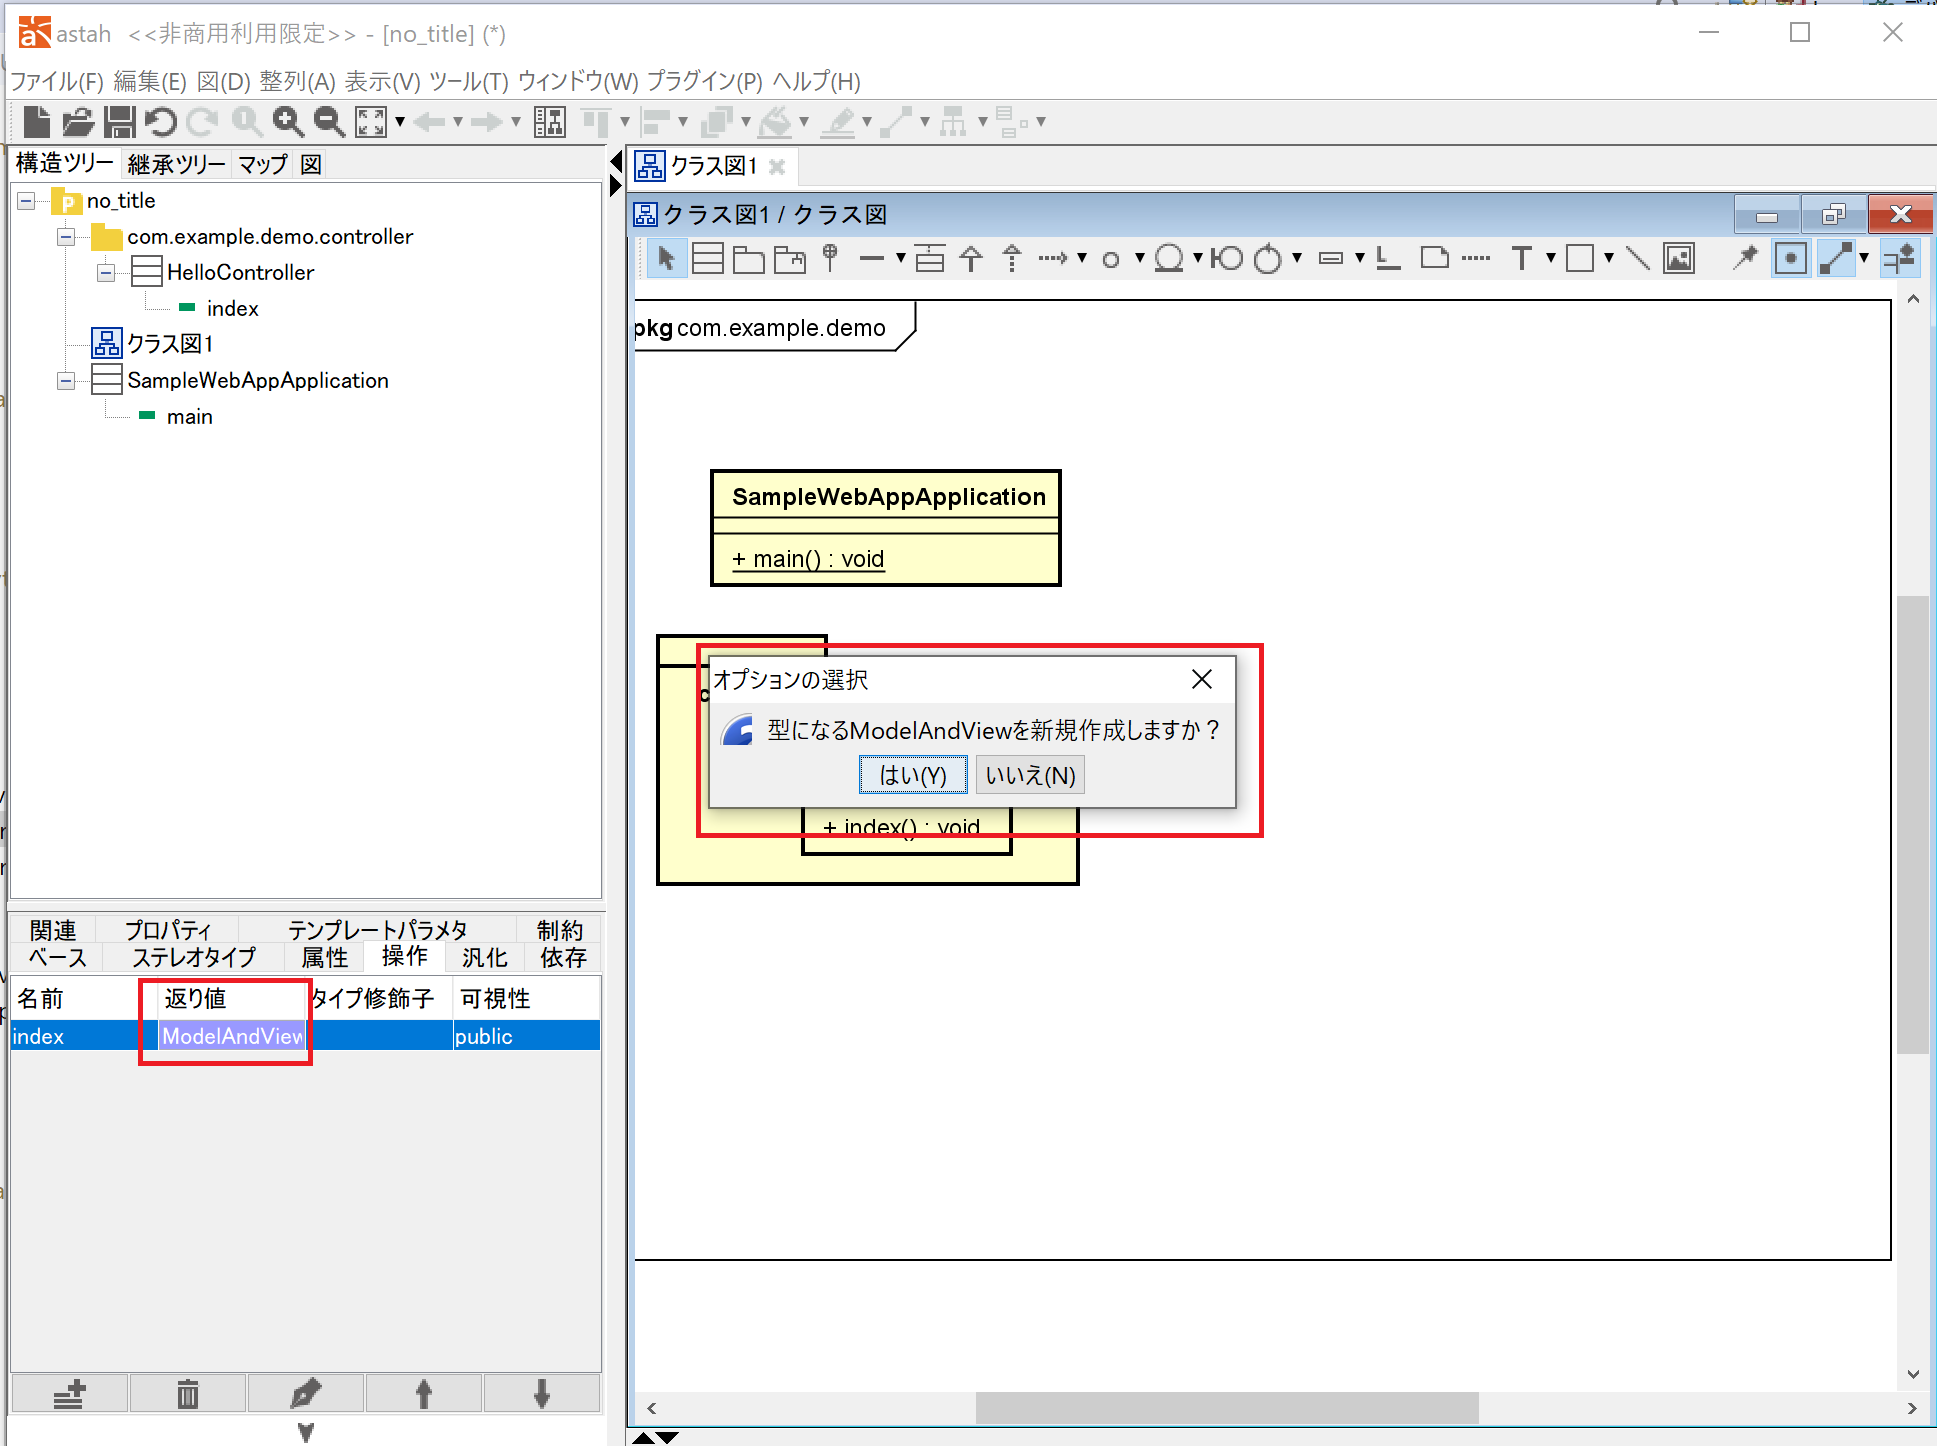 astah <<非商用利用限定>> - [no_title] (*)
ファイル(F) 編集(E) 図(D) 整列(A) 表示(V) ツール(T) ウィンドウ(W) プラグイン(P) ヘルプ(H)
構造ツリー 継承ツリー マップ 図
no_title
com.example.demo.controller
HelloController
index
クラス図1
SampleWebAppApplication
main
クラス図1
クラス図1 / クラス図
pkg com.example.demo
SampleWebAppApplication
+ main() : void
オプションの選択
型になるModelAndViewを新規作成しますか？
はい(Y) いいえ(N)
+ index() : void
関連 プロパティ テンプレートパラメタ 制約
ベース ステレオタイプ 属性 操作 汎化 依存
名前 返り値 タイプ修飾子 可視性
index ModelAndView public